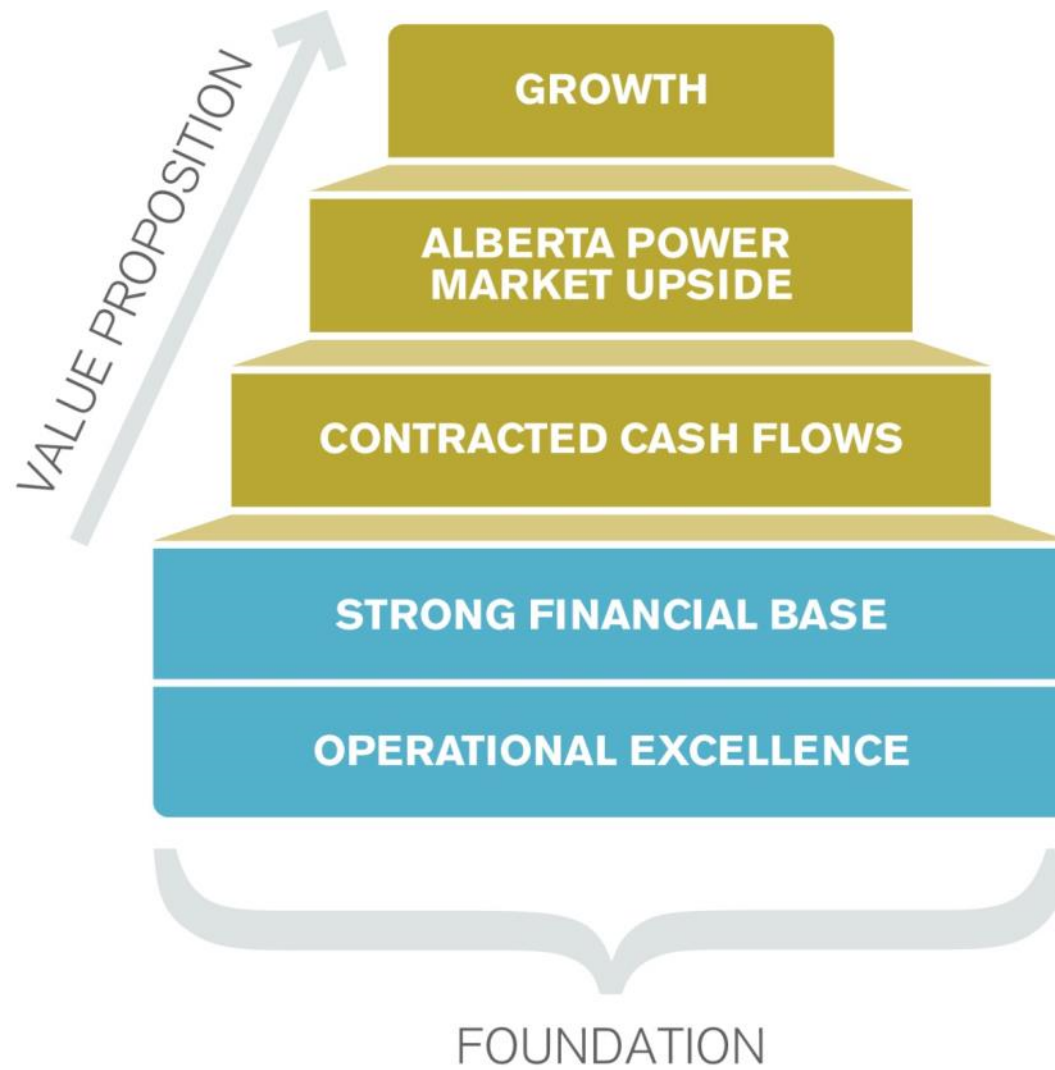 VALUE PROPOSITION
GROWTH
ALBERTA POWER
MARKET UPSIDE
CONTRACTED CASH FLOWS
STRONG FINANCIAL BASE
OPERATIONAL EXCELLENCE
FOUNDATION